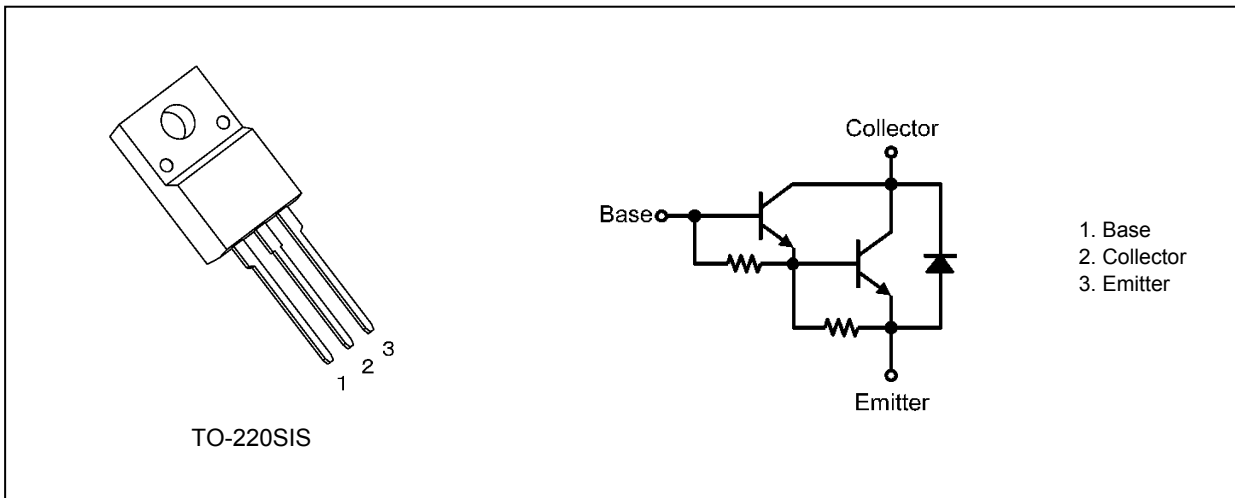 Collector
Base
1. Base
2. Collector
3. Emitter
1
2
3
Emitter
TO-220SIS